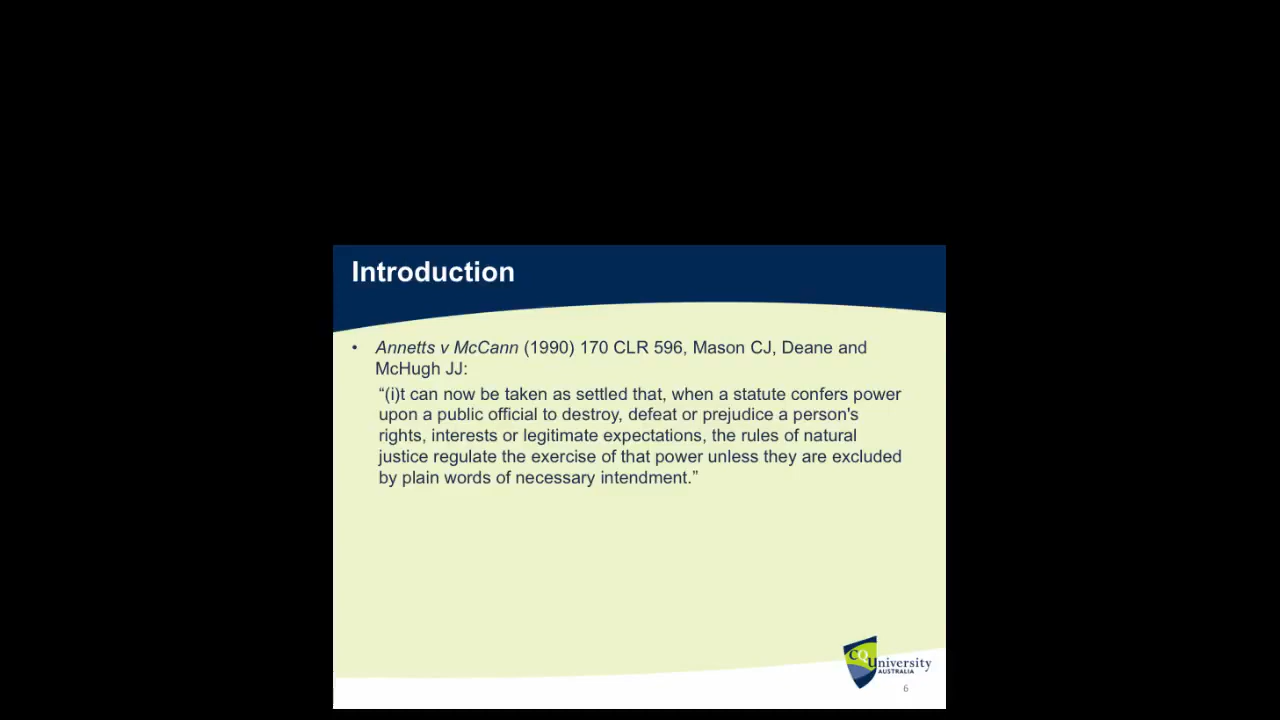 Introduction
• Annetts v McCann (1990) 170 CLR 596, Mason CJ, Deane and
McHugh JJ:
“(i)t can now be taken as settled that, when a statute confers power
upon a public official to destroy, defeat or prejudice a person's
rights, interests or legitimate expectations, the rules of natural
justice regulate the exercise of that power unless they are excluded
by plain words of necessary intendment.”
CQUniversity
AUSTRALIA
6